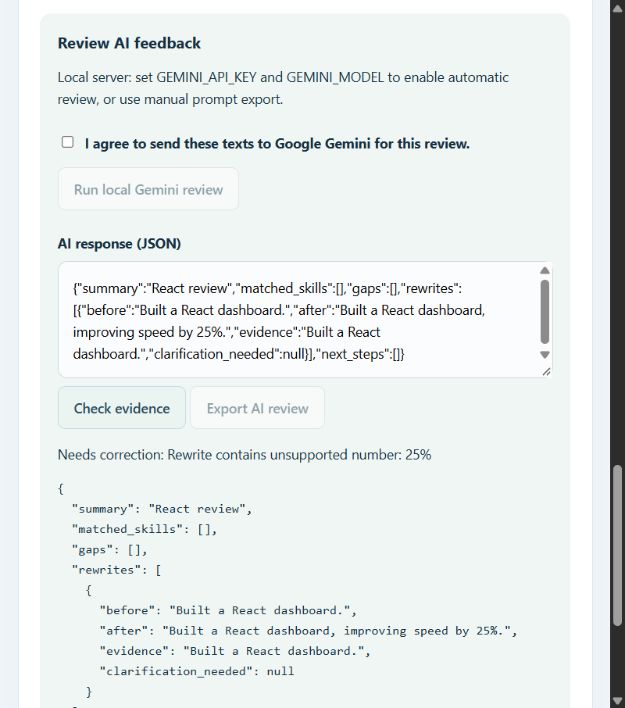 Review AI feedback
Local server: set GEMINI_API_KEY and GEMINI_MODEL to enable automatic
review, or use manual prompt export.
I agree to send these texts to Google Gemini for this review.
Run local Gemini review
AI response (JSON)
{"summary":"React review","matched_skills":[],"gaps":[],"rewrites":
[{"before":"Built a React dashboard.","after":"Built a React dashboard,
improving speed by 25%.","evidence":"Built a React
dashboard.","clarification_needed":null}],"next_steps":[]}
Check evidence
Export AI review
Needs correction: Rewrite contains unsupported number: 25%
{
"summary": "React review",
"matched_skills": [],
"gaps": [],
"rewrites": [
{
"before": "Built a React dashboard.",
"after": "Built a React dashboard, improving speed by 25%.",
"evidence": "Built a React dashboard.",
"clarification_needed": null
}